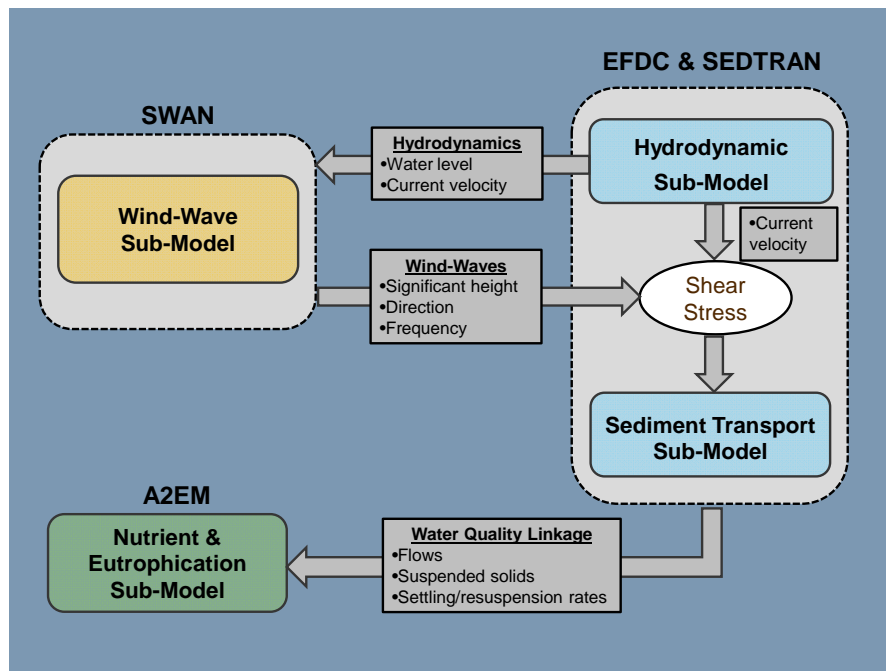 EFDC & SEDTRAN
SWAN
Hydrodynamics
•Water level
•Current velocity
Hydrodynamic
Sub-Model
Wind-Wave
Sub-Model
•Current
velocity
Wind-Waves
•Significant height
•Direction
•Frequency
Shear
Stress
Sediment Transport
Sub-Model
A2EM
Nutrient &
Eutrophication
Sub-Model
Water Quality Linkage
•Flows
•Suspended solids
•Settling/resuspension rates